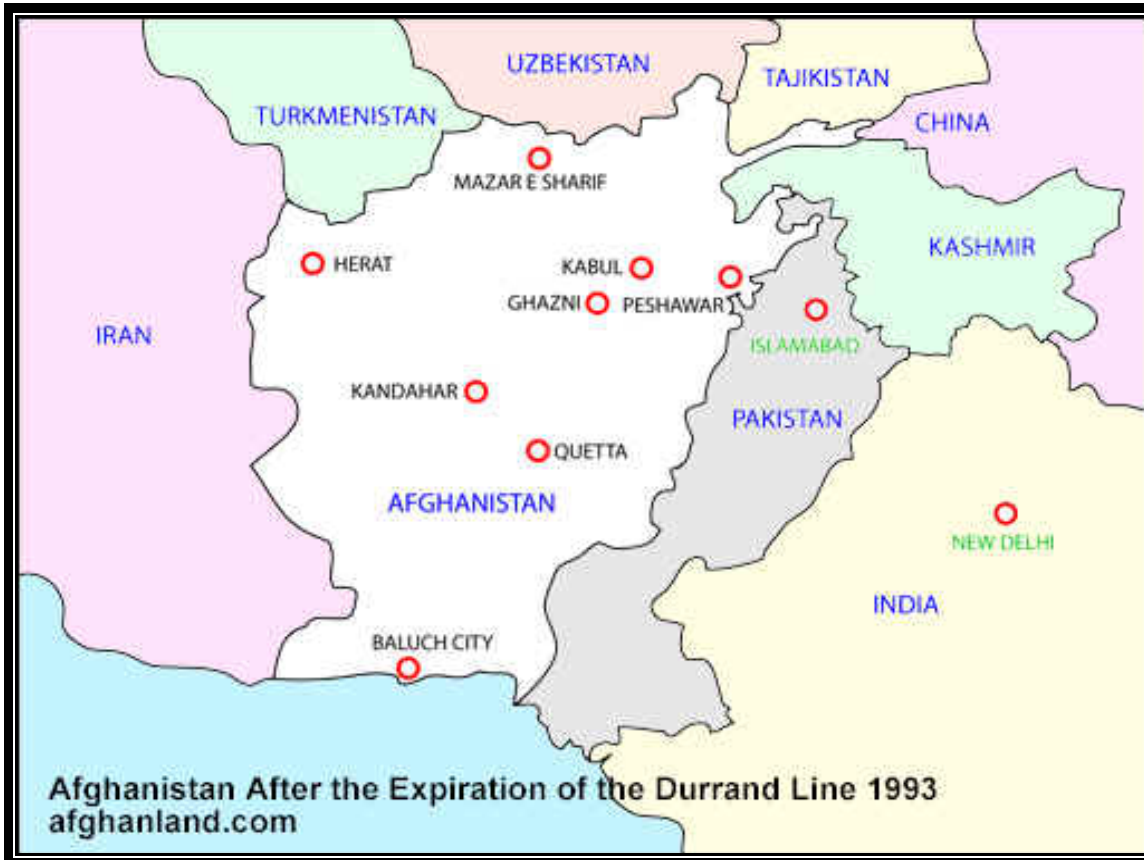 UZBEKISTAN
TAJIKISTAN
TURKMENISTAN
CHINA
MAZAR E SHARIF
KASHMIR
HERAT
KABUL
GHAZNI
PESHAWAR
IRAN
ISLAMABAD
KANDAHAR
PAKISTAN
QUETTA
AFGHANISTAN
NEW DELHI
INDIA
BALUCH CITY
Afghanistan After the Expiration of the Durrand Line 1993
afghanland.com